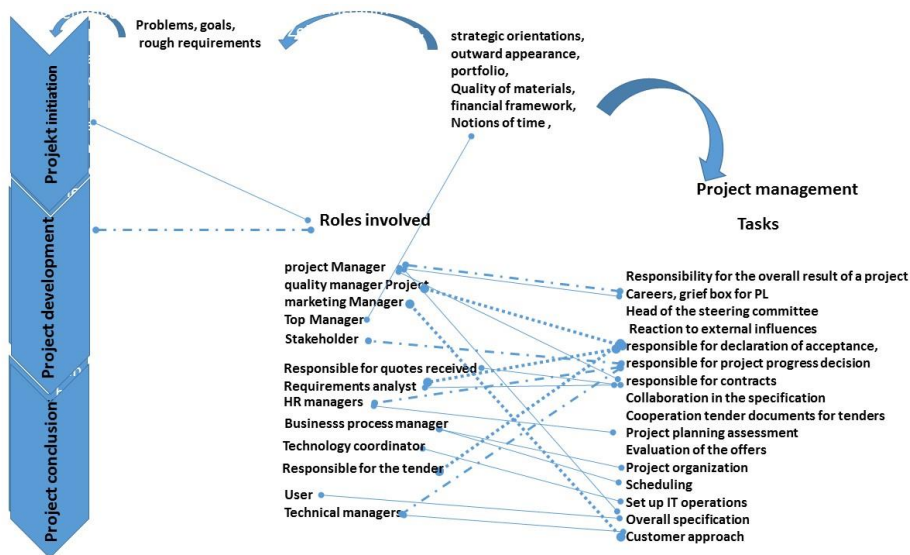 Problems, goals,
rough requirements
strategic orientations,
outward appearance,
portfolio,
Quality of materials,
financial framework,
Notions of time ,
Projekt initiation
Project development
Project conclusion
Project management
Tasks
Roles involved
project Manager
quality manager Project
marketing Manager
Top Manager
Stakeholder
Responsible for quotes received
Requirements analyst
HR managers
Businesss process manager
Technology coordinator
Responsible for the tender
User
Technical managers
Responsibility for the overall result of a project
Careers, grief box for PL
Head of the steering committee
Reaction to external influences
responsible for declaration of acceptance,
responsible for project progress decision
responsible for contracts
Collaboration in the specification
Cooperation tender documents for tenders
Project planning assessment
Evaluation of the offers
Project organization
Scheduling
Set up IT operations
Overall specification
Customer approach